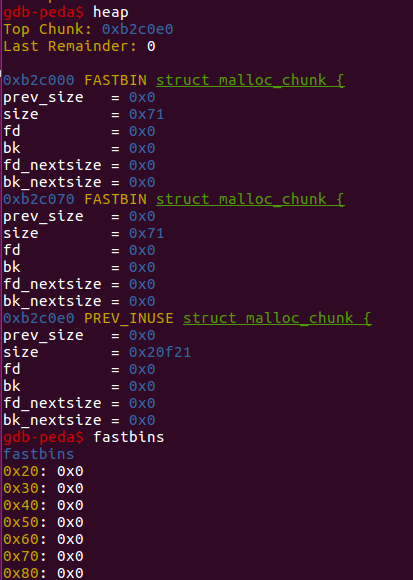 gdb-peda$ heap
Top Chunk: 0xb2c0e0
Last Remainder: 0
0xb2c000 FASTBIN struct malloc_chunk {
prev_size   = 0x0
size        = 0x71
fd          = 0x0
bk          = 0x0
fd_nextsize = 0x0
bk_nextsize = 0x0
0xb2c070 FASTBIN struct malloc_chunk {
prev_size   = 0x0
size        = 0x71
fd          = 0x0
bk          = 0x0
fd_nextsize = 0x0
bk_nextsize = 0x0
0xb2c0e0 PREV_INUSE struct malloc_chunk {
prev_size   = 0x0
size        = 0x20f21
fd          = 0x0
bk          = 0x0
fd_nextsize = 0x0
bk_nextsize = 0x0
gdb-peda$ fastbins
fastbins
0x20: 0x0
0x30: 0x0
0x40: 0x0
0x50: 0x0
0x60: 0x0
0x70: 0x0
0x80: 0x0